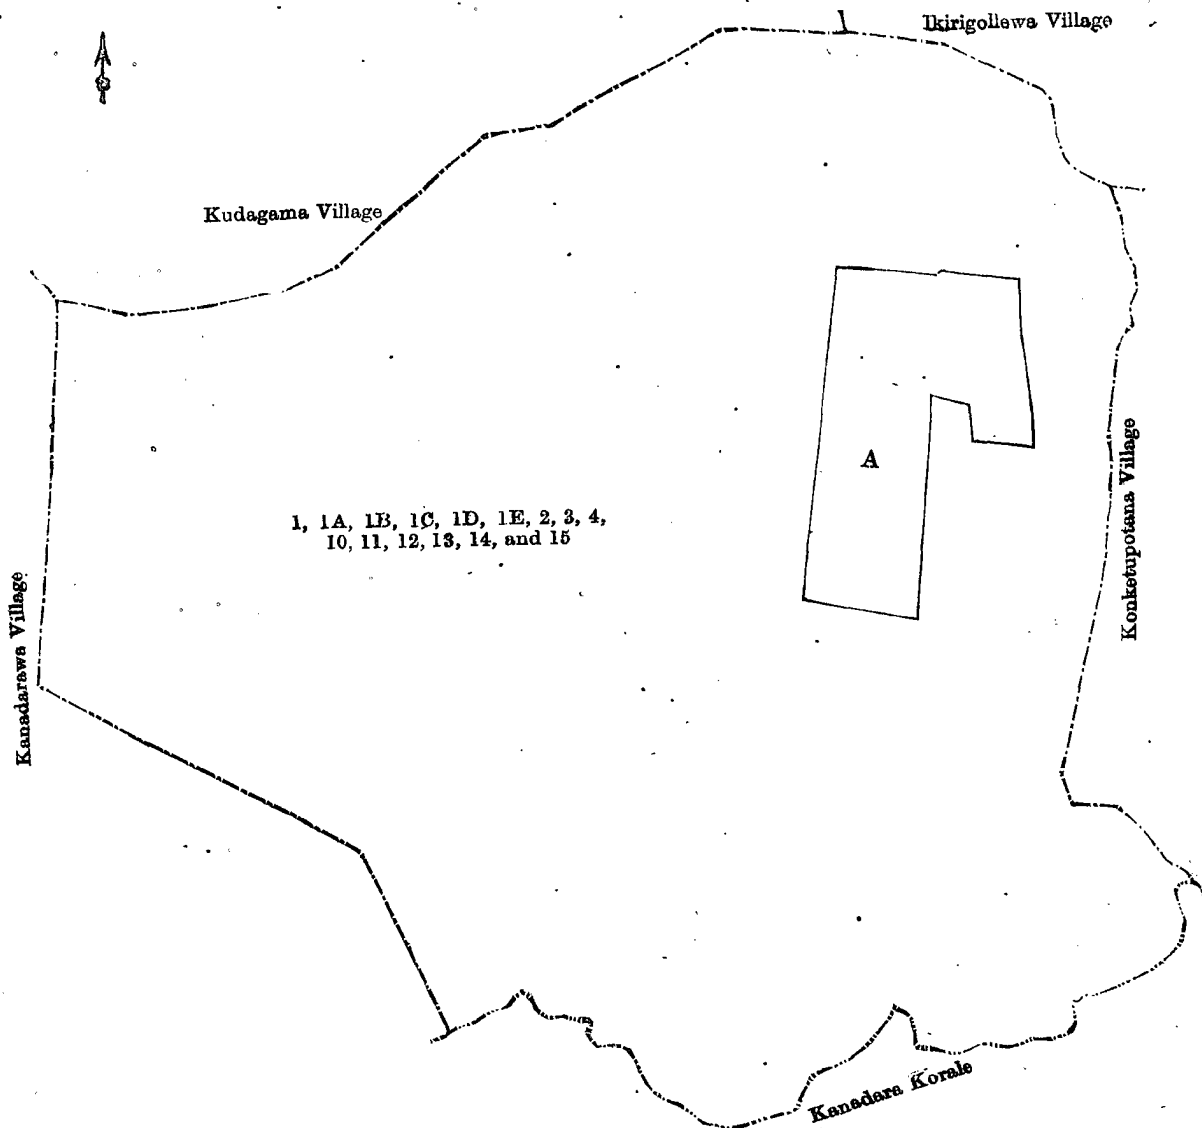 Ikirigollewa Village
Kudagama Village
A
Konketupotana Village
1, 1A, 1B, 1C, 1D, 1E, 2, 3, 4,
10, 11, 12, 13, 14, and 15
Kanadarawa Village
Kanadara Korale